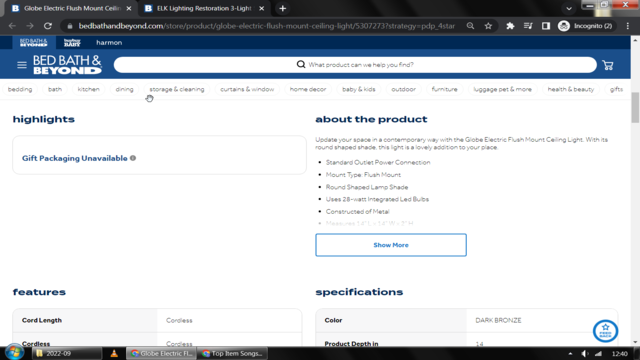 Globe Electric Flush Mount Ceilin
ELK Lighting Restoration 3-Light
bedbathandbeyond.com/store/product/globe-electric-flush-mount-ceiling-light/5307273?strategy=pdp_4star
Incognito (2)
BED BATH & BEYOND
BABY
harmon
BED BATH &
BEYOND
What product can we help you find?
bedding bath kitchen dining storage & cleaning curtains & window home decor baby & kids outdoor furniture luggage pet & more health & beauty gifts
highlights
Gift Packaging Unavailable
about the product
Update your space in a contemporary way with the Globe Electric Flush Mount Ceiling Light. With its
round shaped shade, this light is a lovely addition to your place.
Standard Outlet Power Connection
Mount Type: Flush Mount
Round Shaped Lamp Shade
Uses 28-watt Integrated Led Bulbs
Constructed of Metal
Show More
features
Cord Length Cordless
Cordless Cordless
specifications
Color DARK BRONZE
Product Depth in 14
2022-09
Globe Electric Fl...
Top Item Songs...
12:40